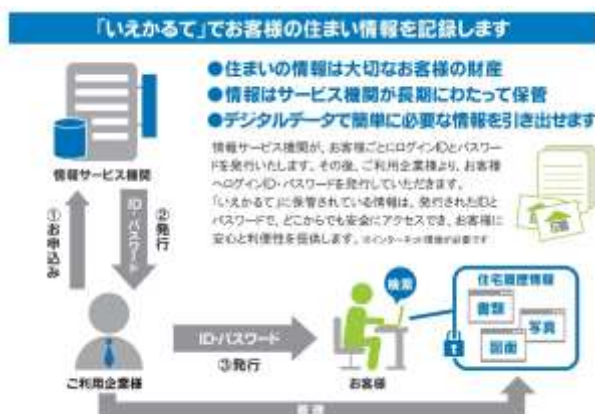 「いえかるて」でお客様の住まい情報を記録します
●住まいの情報は大切なお客様の財産
●情報はサービス機関が長期にわたって保管
●デジタルデータで簡単に必要な情報を引き出せます
情報サービス機関が、お客様ごとにログインIDとパスワー
ドを発行いたします。その後、ご利用企業様より、お客様
へログインID・パスワードを発行していただきます。
「いえかるて」に保管されている情報は、発行されたIDと
パスワードで、どこからでも安全にアクセスでき、お客様に
安心と利便性を提供します。※インターネット環境が必要です
情報サービス機関
①お申込み
ID・パスワード
②発行
ご利用企業様
ID・パスワード
③発行
検索
お客様
住宅履歴情報
書類
写真
図面